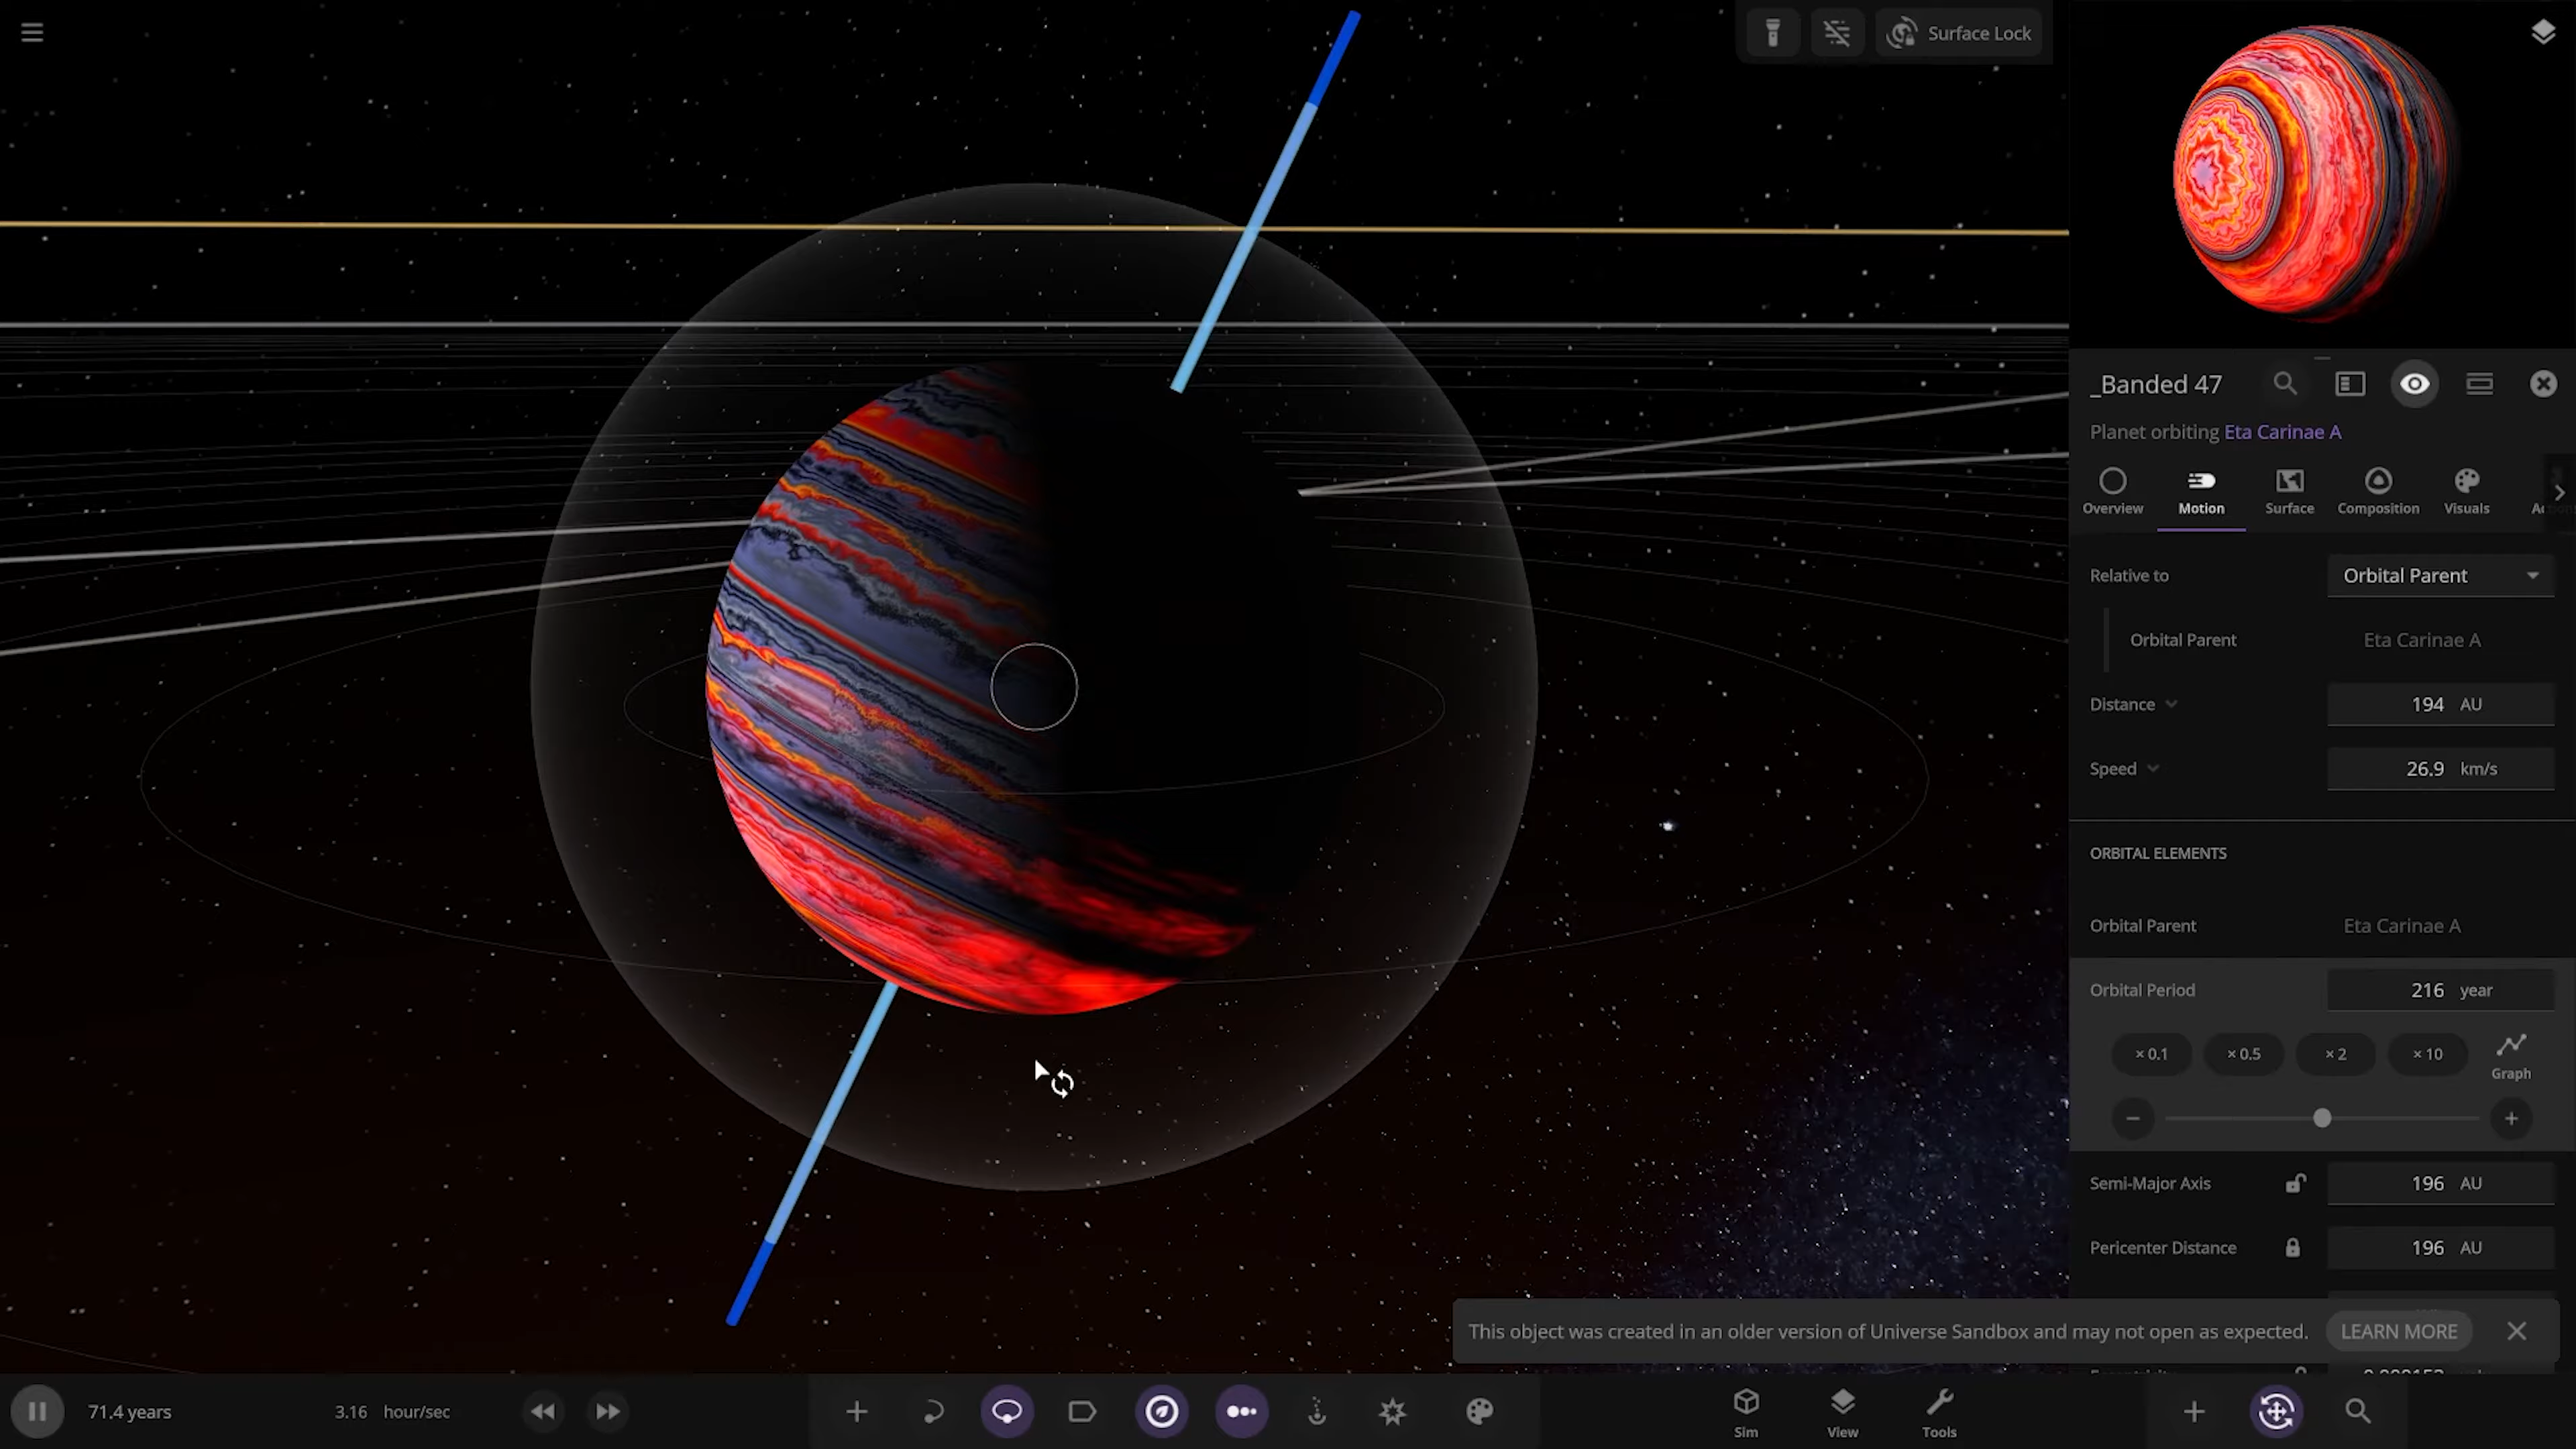 Surface Lock
_Banded 47
Planet orbiting Eta Carinae A
Overview Motion Surface Composition Visuals
Relative to Orbital Parent
Orbital Parent Eta Carinae A
Distance 194 AU
Speed 26.9 km/s
ORBITAL ELEMENTS
Orbital Parent Eta Carinae A
Orbital Period 216 year
× 0.1 × 0.5 × 2 × 10 Graph
Semi-Major Axis 196 AU
Pericenter Distance 196 AU
This object was created in an older version of Universe Sandbox and may not open as expected. LEARN MORE
71.4 years 3.16 hour/sec
Sim View Tools